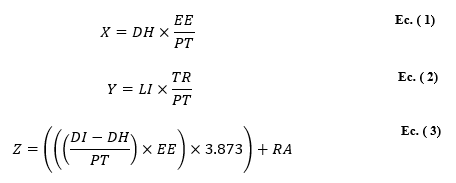 X = DH × EE / PT Ec. ( 1)
Y = LI × TR / PT Ec. ( 2)
Z = ((((DI − DH) / PT) × EE) × 3.873) + RA Ec. ( 3)